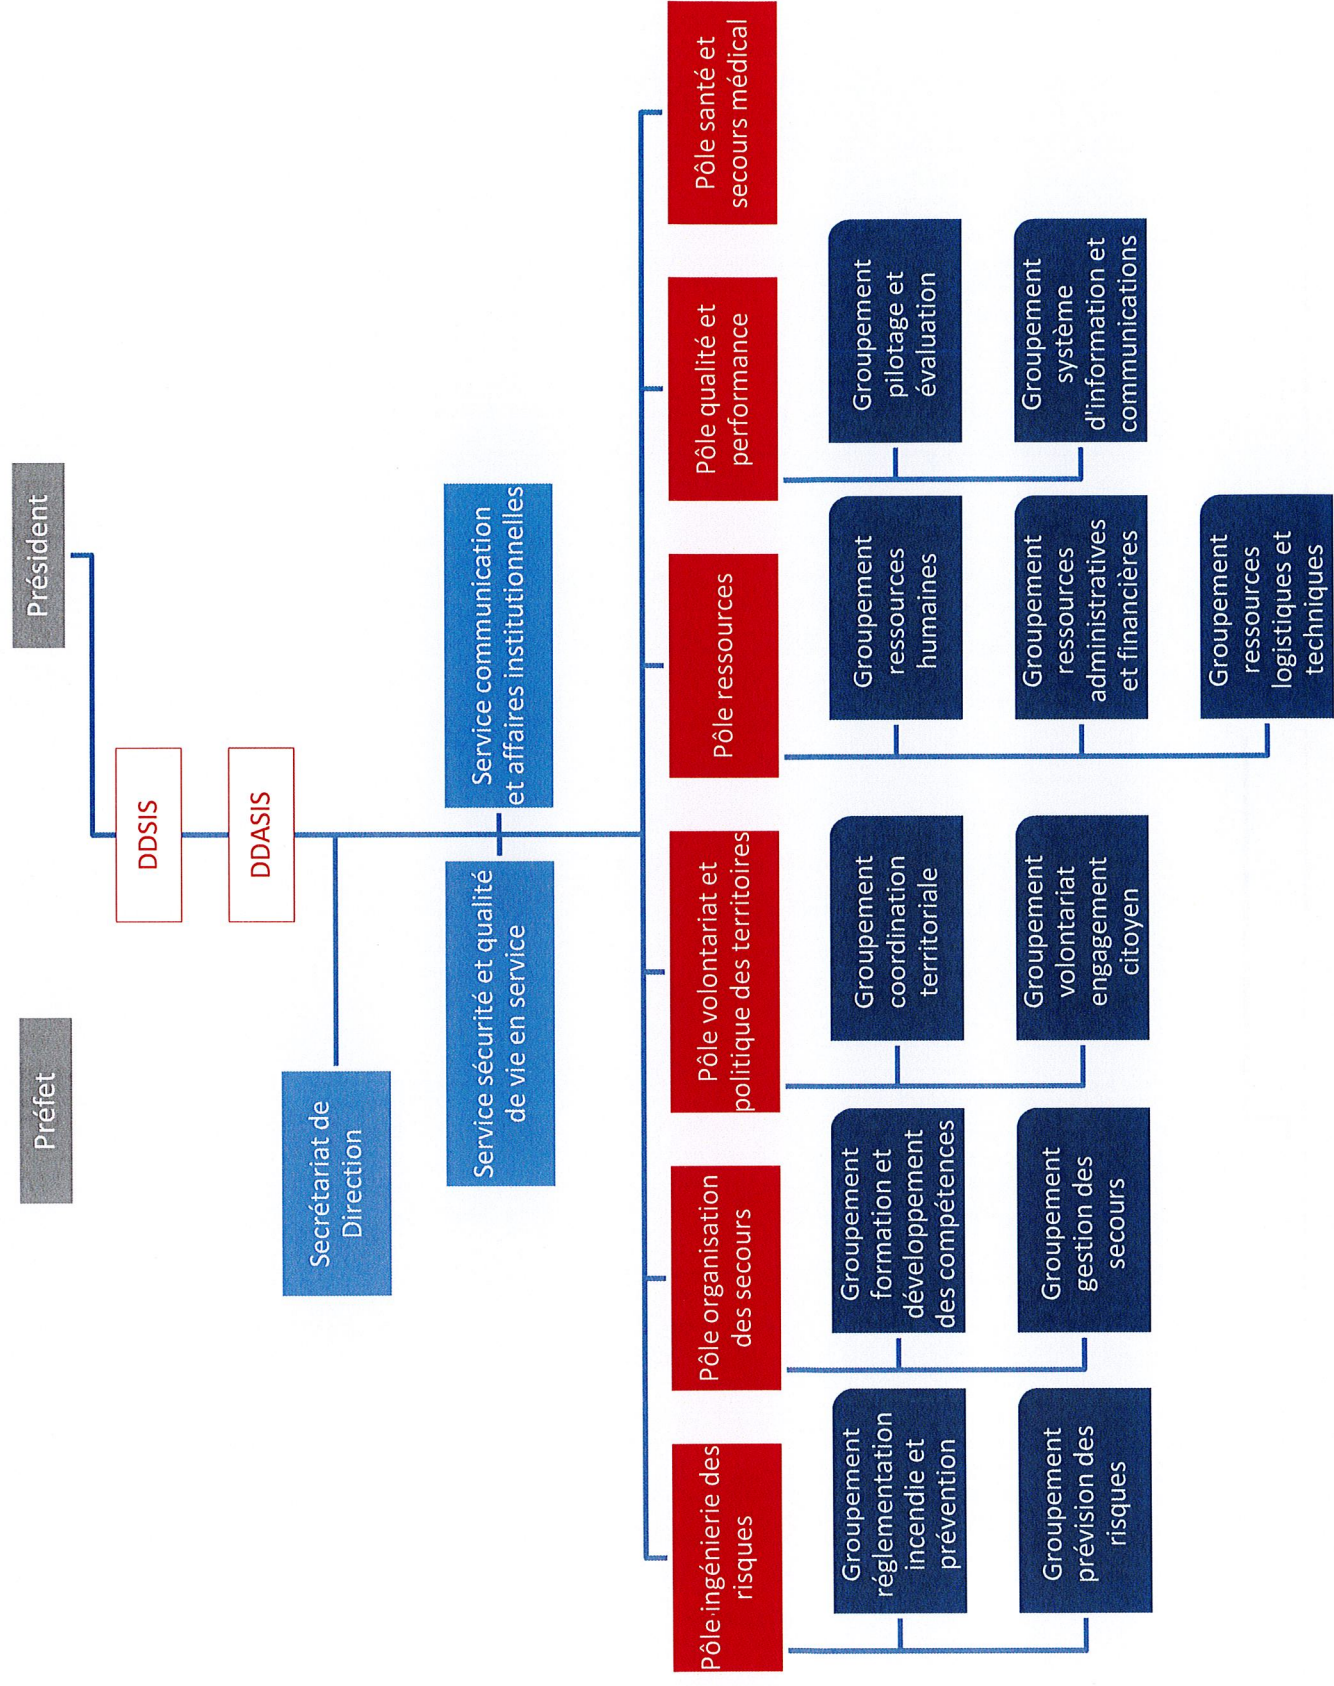 Préfet
Président
DDSIS
DDASIS
Secrétariat de
Direction
Service sécurité et qualité
de vie en service
Service communication
et affaires institutionnelles
Pôle ingénierie des
risques
Groupement
réglementation
incendie et
prévention
Groupement
prévision des
risques
Pôle organisation
des secours
Groupement
formation et
développement
des compétences
Groupement
gestion des
secours
Pôle volontariat et
politique des territoires
Groupement
coordination
territoriale
Groupement
volontariat
engagement
citoyen
Pôle ressources
Groupement
ressources
humaines
Groupement
ressources
administratives
et financières
Groupement
ressources
logistiques et
techniques
Pôle qualité et
performance
Groupement
pilotage et
évaluation
Groupement
système
d'information et
communications
Pôle santé et
secours médical